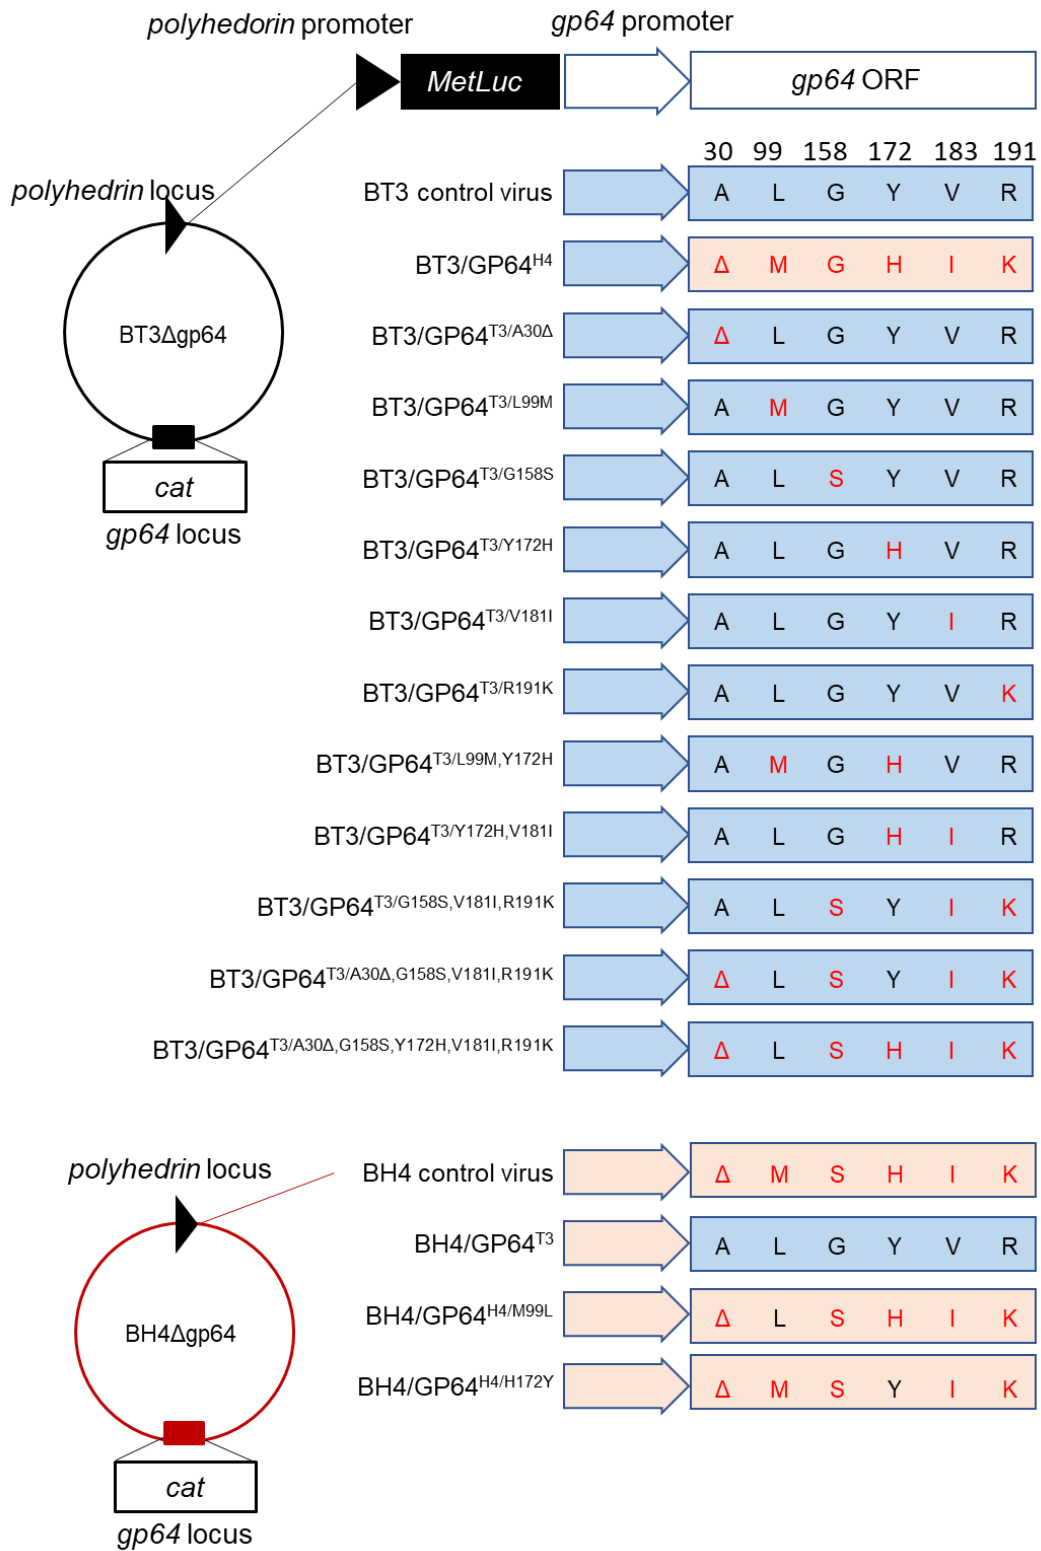 polyhedorin promoter
gp64 promoter
MetLuc
gp64 ORF
30 99 158 172 183 191
polyhedrin locus
BT3 control virus A L G Y V R
BT3/GP64H4 Δ M G H I K
BT3Δgp64
BT3/GP64T3/A30Δ Δ L G Y V R
BT3/GP64T3/L99M A M G Y V R
cat
BT3/GP64T3/G158S A L S Y V R
gp64 locus
BT3/GP64T3/Y172H A L G H V R
BT3/GP64T3/V181I A L G Y I R
BT3/GP64T3/R191K A L G Y V K
BT3/GP64T3/L99M,Y172H A M G H V R
BT3/GP64T3/Y172H,V181I A L G H I R
BT3/GP64T3/G158S,V181I,R191K A L S Y I K
BT3/GP64T3/A30Δ,G158S,V181I,R191K Δ L S Y I K
BT3/GP64T3/A30Δ,G158S,Y172H,V181I,R191K Δ L S H I K
polyhedrin locus
BH4 control virus Δ M S H I K
BH4/GP64T3 A L G Y V R
BH4Δgp64
BH4/GP64H4/M99L Δ L S H I K
BH4/GP64H4/H172Y Δ M S Y I K
cat
gp64 locus